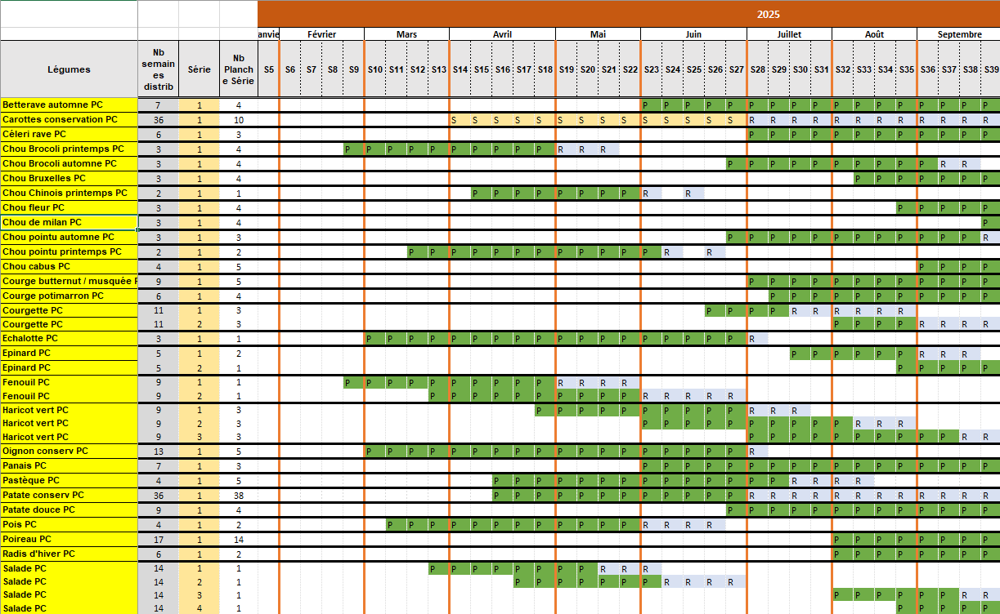 2025
anvie Février Mars Avril Mai Juin Juillet Août Septembre
Légumes
Nb
semain
es
distrib
Série
Nb
Planch
e Série
S5 S6 S7 S8 S9 S10 S11 S12 S13 S14 S15 S16 S17 S18 S19 S20 S21 S22 S23 S24 S25 S26 S27 S28 S29 S30 S31 S32 S33 S34 S35 S36 S37 S38 S39
Betterave automne PC 7 1 4 P P P P P P P P P P P P P P P P P
Carottes conservation PC 36 1 10 S S S S S S S S S S S S S S R R R R R R R R R R R R
Céleri rave PC 6 1 3 P P P P P P P P P P P P
Chou Brocoli printemps PC 3 1 4 P P P P P P P P P P R R R
Chou Brocoli automne PC 3 1 4 P P P P P P P P P P R R
Chou Bruxelles PC 3 1 4 P P P P P P P
Chou Chinois printemps PC 2 1 1 P P P P P P P P R R
Chou fleur PC 3 1 4 P P P P P
Chou de milan PC 3 1 4 P
Chou pointu automne PC 3 1 3 P P P P P P P P P P P P R
Chou pointu printemps PC 2 1 2 P P P P P P P P P P P P R R
Chou cabus PC 4 1 5 P P P P
Courge butternut / musquée 9 1 5 P P P P P P P P P P P P
Courge potimarron PC 6 1 4 P P P P P P P P P P P
Courgette PC 11 1 3 P P P P R R R R R R
Courgette PC 11 2 3 P P P P R R R R
Echalotte PC 3 1 1 P P P P P P P P P P P P P P P P P P R
Epinard PC 5 1 2 P P P P P P R R R
Epinard PC 5 2 1 P P P P P
Fenouil PC 9 1 1 P P P P P P P P P P R R R R
Fenouil PC 9 2 1 P P P P P P P P P P R R R R R
Haricot vert PC 9 1 3 P P P P P P P P P P R R R
Haricot vert PC 9 2 3 P P P P P P P P P P R R R
Haricot vert PC 9 3 3 P P P P P P P P P P R R
Oignon conserv PC 13 1 5 P P P P P P P P P P P P P P P P P P R
Panais PC 7 1 3 P P P P P P P P P P P P P P P P P
Pastèque PC 4 1 5 P P P P P P P P P P P P P P R R R R
Patate conserv PC 36 1 38 P P P P P P P P P P P P R R R R R R R R R R R R
Patate douce PC 9 1 4 P P P P P P P P P P P P P
Pois PC 4 1 2 P P P P P P P P P P P P R R R R
Poireau PC 17 1 14 P P P P P P P P
Radis d'hiver PC 6 1 2 P P P P P P P P
Salade PC 14 1 1 P P P P P P P P R R R
Salade PC 14 2 1 P P P P P P P R R R R
Salade PC 14 3 1 P P P P P P R R
Salade PC 14 4 1 P P P P P